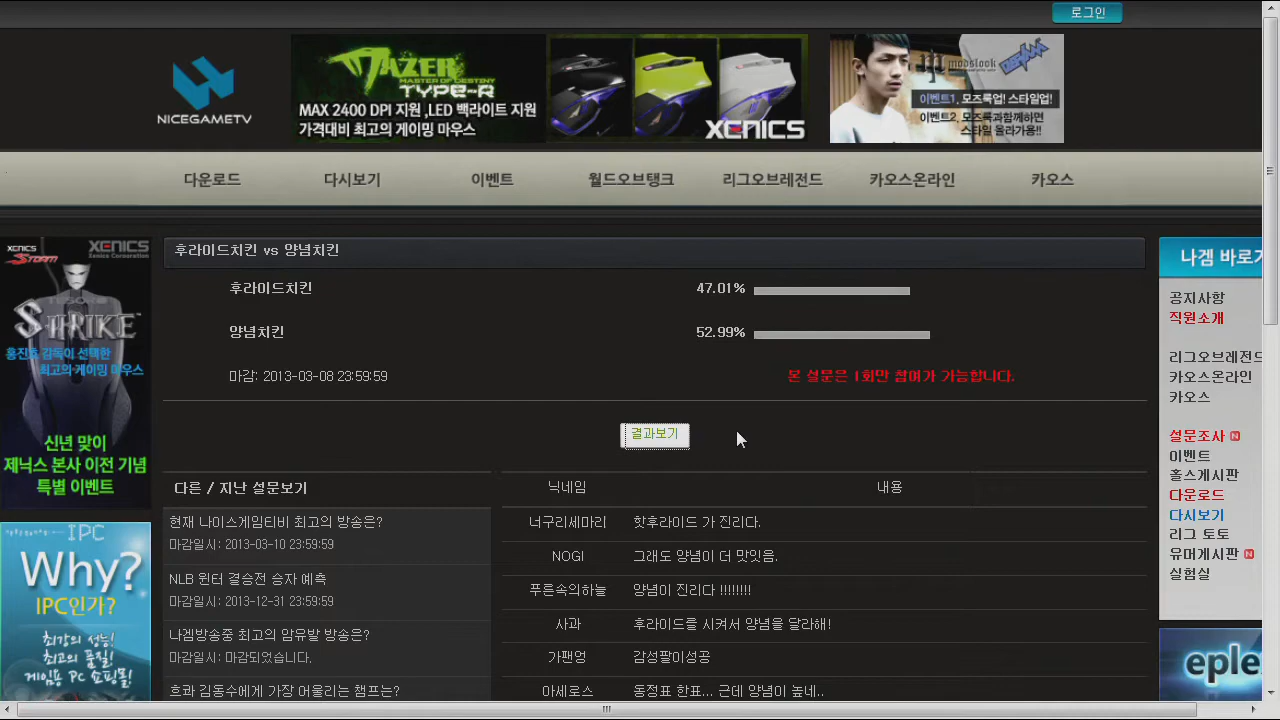 로그인
NICEGAMETV
MAZER
MASTER OF DESTINY
TYPE-R
MAX 2400 DPI 지원 ,LED 백라이트 지원
가격대비 최고의 게이밍 마우스
XENICS
modslook
이벤트1. 모즈룩업! 스타일업!
이벤트2. 모즈룩과함께하면
스타일 올라가용!!
다운로드
다시보기
이벤트
월드오브탱크
리그오브레전드
카오스온라인
카오스
XENICS
STORM
XENICS
Xenics Corporation
STRIKE
홍진호 감독이 선택한
최고의 게이밍 마우스
신년 맞이
제닉스 본사 이전 기념
특별 이벤트
후라이드치킨 vs 양념치킨
후라이드치킨 47.01%
양념치킨 52.99%
마감: 2013-03-08 23:59:59
본 설문은 1회만 참여가 가능합니다.
결과보기
다른 / 지난 설문보기
현재 나이스게임티비 최고의 방송은?
마감일시: 2013-03-10 23:59:59
NLB 윈터 결승전 승자 예측
마감일시: 2013-12-31 23:59:59
나겜방송중 최고의 암유발 방송은?
마감일시: 마감되었습니다.
흐콰 김동수에게 가장 어울리는 챔프는?
닉네임 내용
너구리세마리 핫후라이드 가 진리다.
NOGI 그래도 양념이 더 맛잇음.
푸른숙의하늘 양념이 진리다 !!!!!!!!
사과 후라이드를 시켜서 양념을 달라해!
가팬엉 감성팔이성공
아세로스 동정표 한표... 근데 양념이 높네..
나겜 바로가
공지사항
직원소개
리그오브레전드
카오스온라인
카오스
설문조사 N
이벤트
홀스게시판
다운로드
다시보기
리그 토토
유머게시판 N
실험실
IPC
Why?
IPC인가?
최강의 성능!
최고의 품질!
게임용 PC 쇼핑몰!
eple